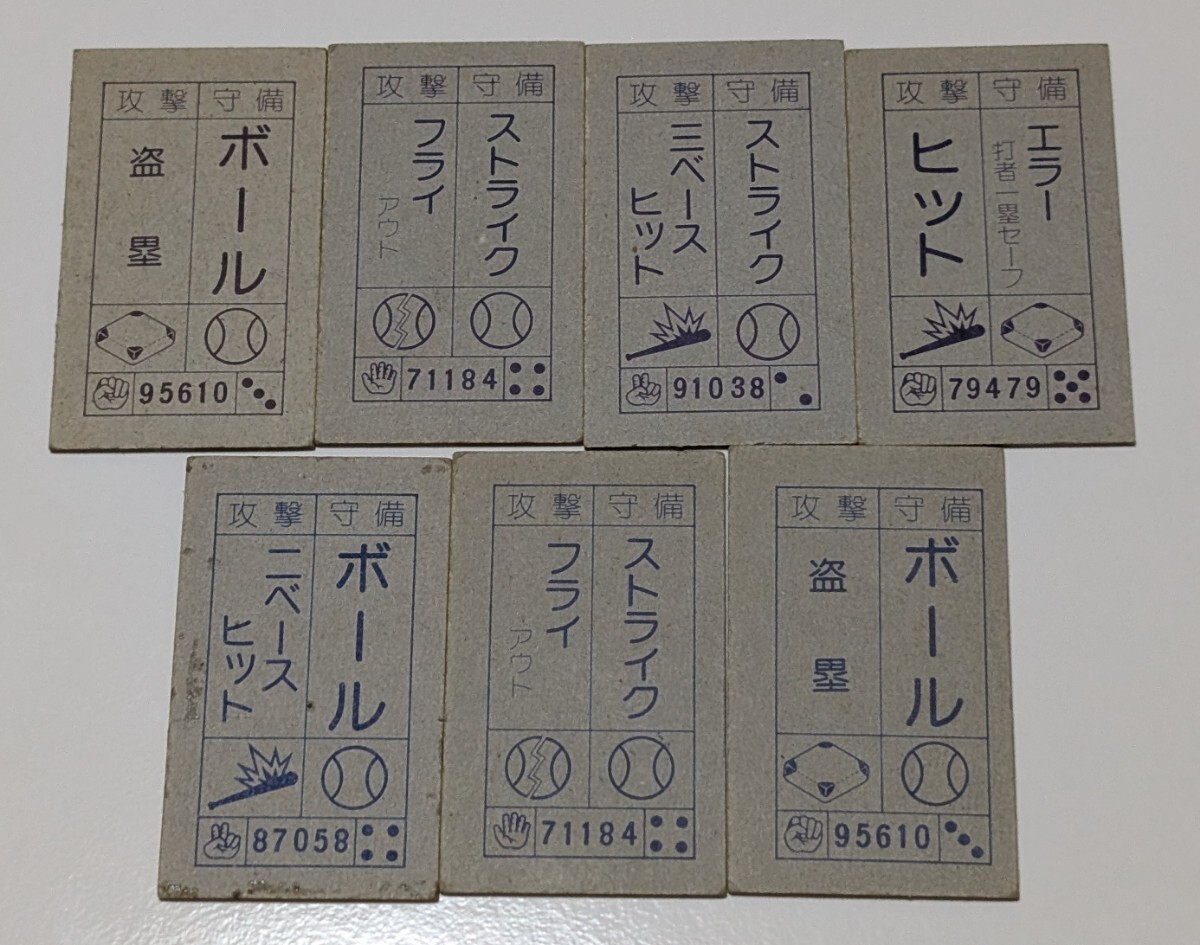 攻撃 守備
ボール
盗塁
95610
攻撃 守備
ストライク
フライ
アウト
71184
攻撃 守備
ストライク
三ベース
ヒット
91038
攻撃 守備
エラー
打者一塁セーフ
ヒット
79479
攻撃 守備
ボール
二ベース
ヒット
87058
攻撃 守備
ストライク
フライ
アウト
71184
攻撃 守備
ボール
盗塁
95610